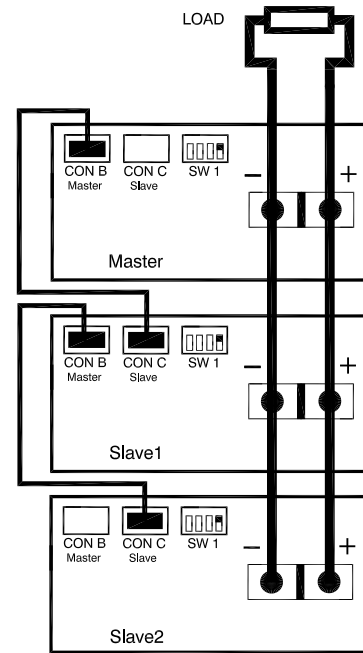 LOAD
CON B CON C SW 1
Master Slave
− +
Master
CON B CON C SW 1
Master Slave
− +
Slave1
CON B CON C SW 1
Master Slave
− +
Slave2